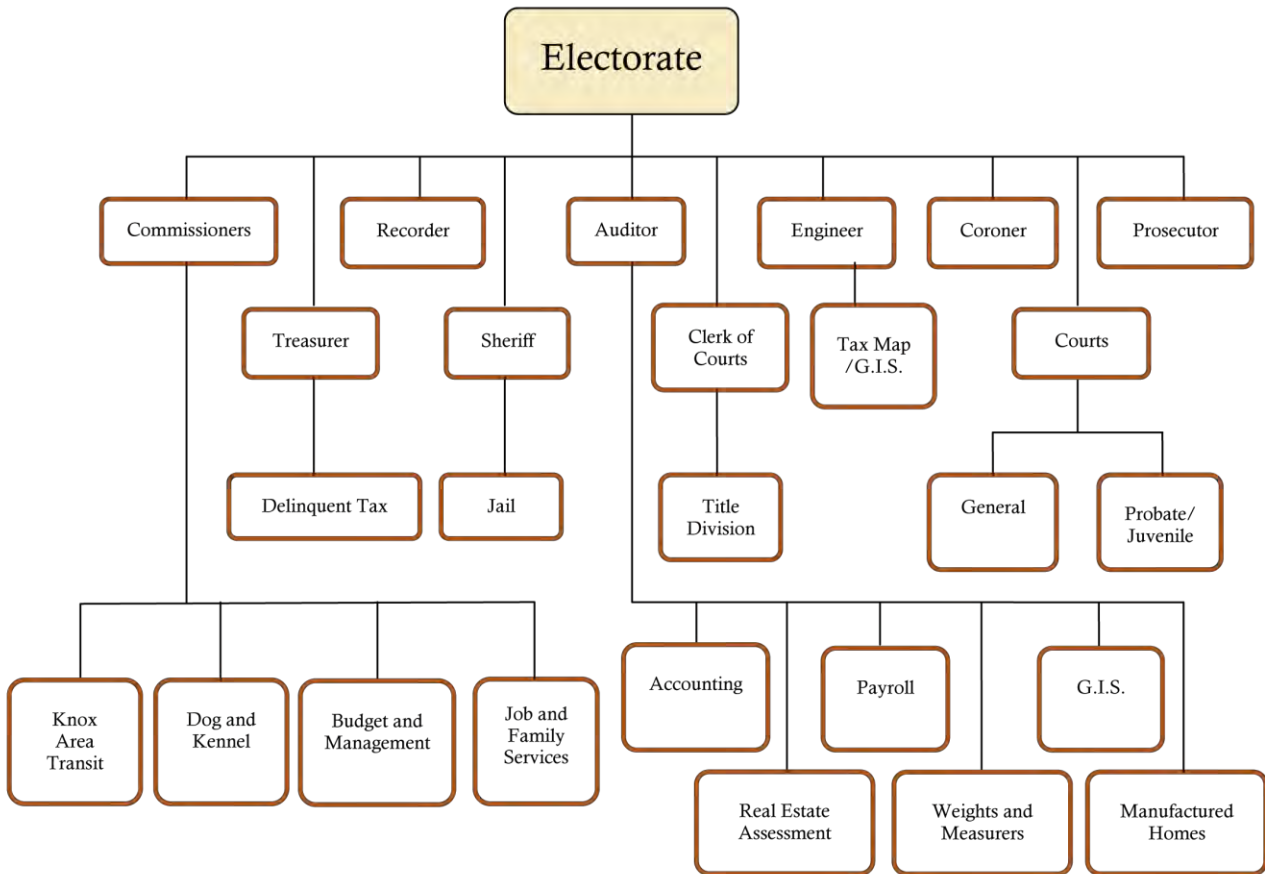 Electorate
Commissioners
Recorder
Auditor
Engineer
Coroner
Prosecutor
Treasurer
Sheriff
Clerk of
Courts
Tax Map
/G.I.S.
Courts
Delinquent Tax
Jail
Title
Division
General
Probate/
Juvenile
Knox
Area
Transit
Dog and
Kennel
Budget and
Management
Job and
Family
Services
Accounting
Payroll
G.I.S.
Real Estate
Assessment
Weights and
Measurers
Manufactured
Homes